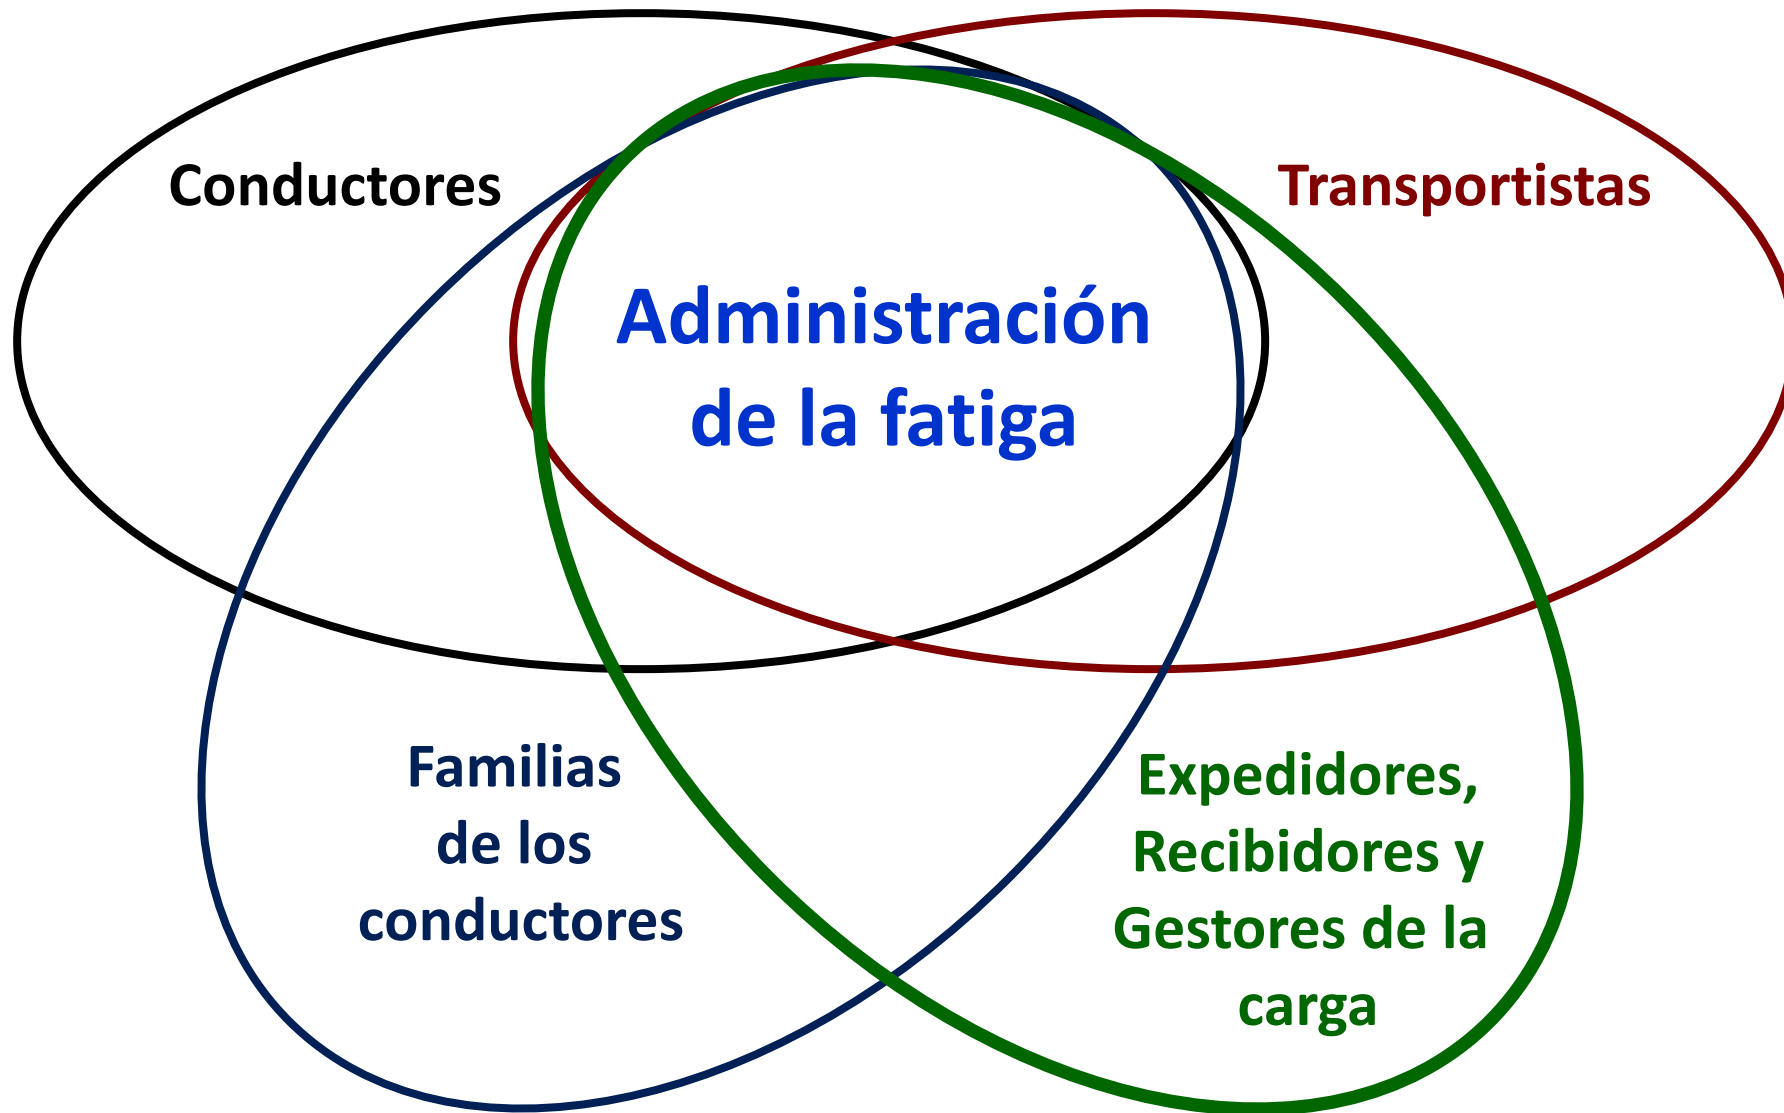 Conductores
Transportistas
Administración
de la fatiga
Familias
de los
conductores
Expedidores,
Recibidores y
Gestores de la
carga